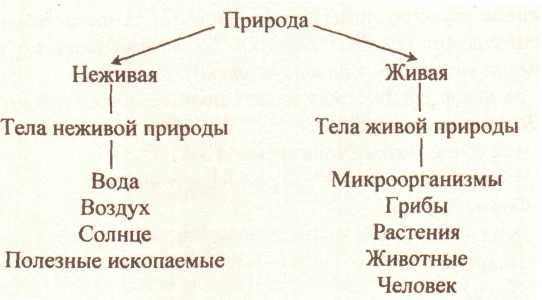 Природа
Неживая
Живая
Тела неживой природы
Тела живой природы
Вода
Воздух
Солнце
Полезные ископаемые
Микроорганизмы
Грибы
Растения
Животные
Человек